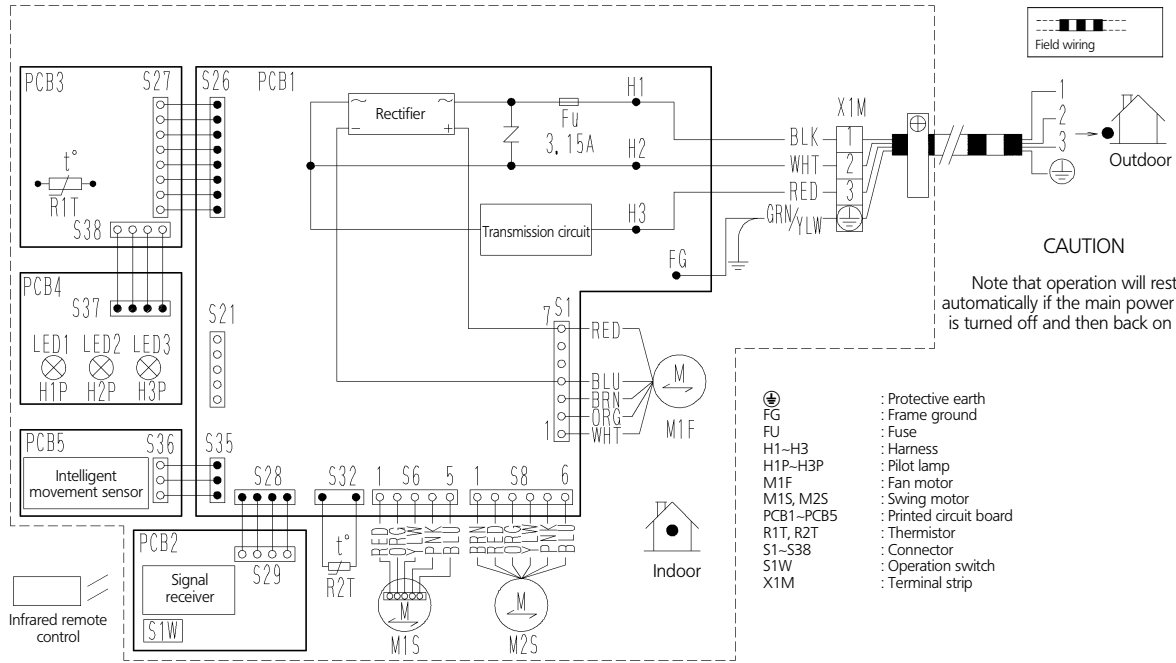 PCB3
S27
S26
PCB1
Rectifier
~
~
−
+
Fu
3.15A
H1
H2
H3
X1M
BLK
1
WHT
2
RED
3
GRN/YLW
FG
Transmission circuit
Field wiring
1
2
3
Outdoor
CAUTION
Note that operation will rest
automatically if the main power
is turned off and then back on
t°
R1T
S38
PCB4
S37
LED1 LED2 LED3
H1P H2P H3P
S21
S1
7
RED
BLU
BRN
ORG
WHT
1
M
M1F
PCB5
S36
S35
Intelligent
movement sensor
S28
S32
1 S6 5
1 S8 6
PCB2
S29
Signal
receiver
S1W
t°
R2T
RED
ORG
YLW
PNK
BLU
M
M1S
BRN
RED
ORG
YLW
PNK
BLU
M
M2S
Indoor
Infrared remote
control
: Protective earth
FG : Frame ground
FU : Fuse
H1~H3 : Harness
H1P~H3P : Pilot lamp
M1F : Fan motor
M1S, M2S : Swing motor
PCB1~PCB5 : Printed circuit board
R1T, R2T : Thermistor
S1~S38 : Connector
S1W : Operation switch
X1M : Terminal strip